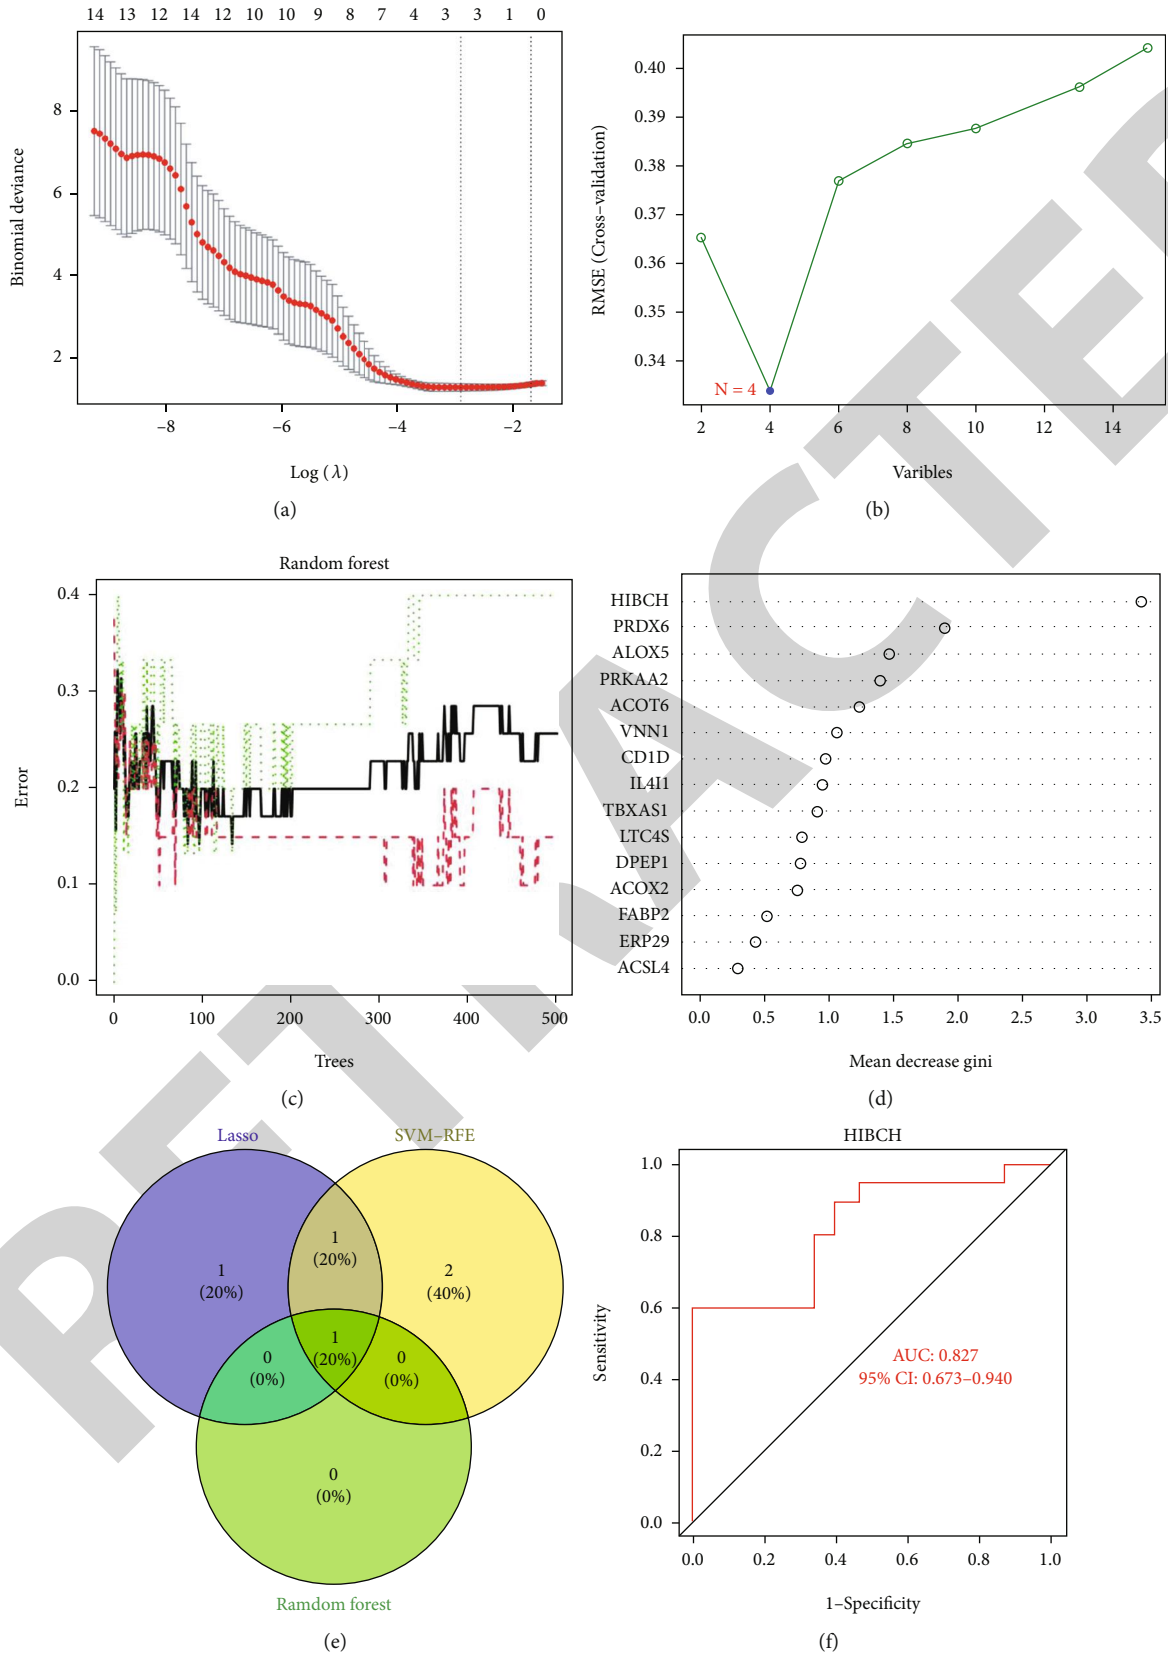 14 13 12 14 12 10 10 9 8 7 4 3 3 1 0
8
6
4
2
Binomial deviance
–8 –6 –4 –2
Log (λ)
(a)
0.40
0.39
0.38
0.37
0.36
0.35
0.34
RMSE (Cross–validation)
N = 4
2 4 6 8 10 12 14
Varibles
(b)
Random forest
0.4
0.3
0.2
0.1
0.0
Error
0 100 200 300 400 500
Trees
(c)
HIBCH
PRDX6
ALOX5
PRKAA2
ACOT6
VNN1
CD1D
IL4I1
TBXAS1
LTC4S
DPEP1
ACOX2
FABP2
ERP29
ACSL4
0.0 0.5 1.0 1.5 2.0 2.5 3.0 3.5
Mean decrease gini
(d)
Lasso
SVM–RFE
1
(20%)
1
(20%)
2
(40%)
0
(0%)
1
(20%)
0
(0%)
0
(0%)
Ramdom forest
(e)
HIBCH
1.0
0.8
0.6
0.4
0.2
0.0
Sensitivity
AUC: 0.827
95% CI: 0.673–0.940
0.0 0.2 0.4 0.6 0.8 1.0
1–Specificity
(f)
RETRACTED